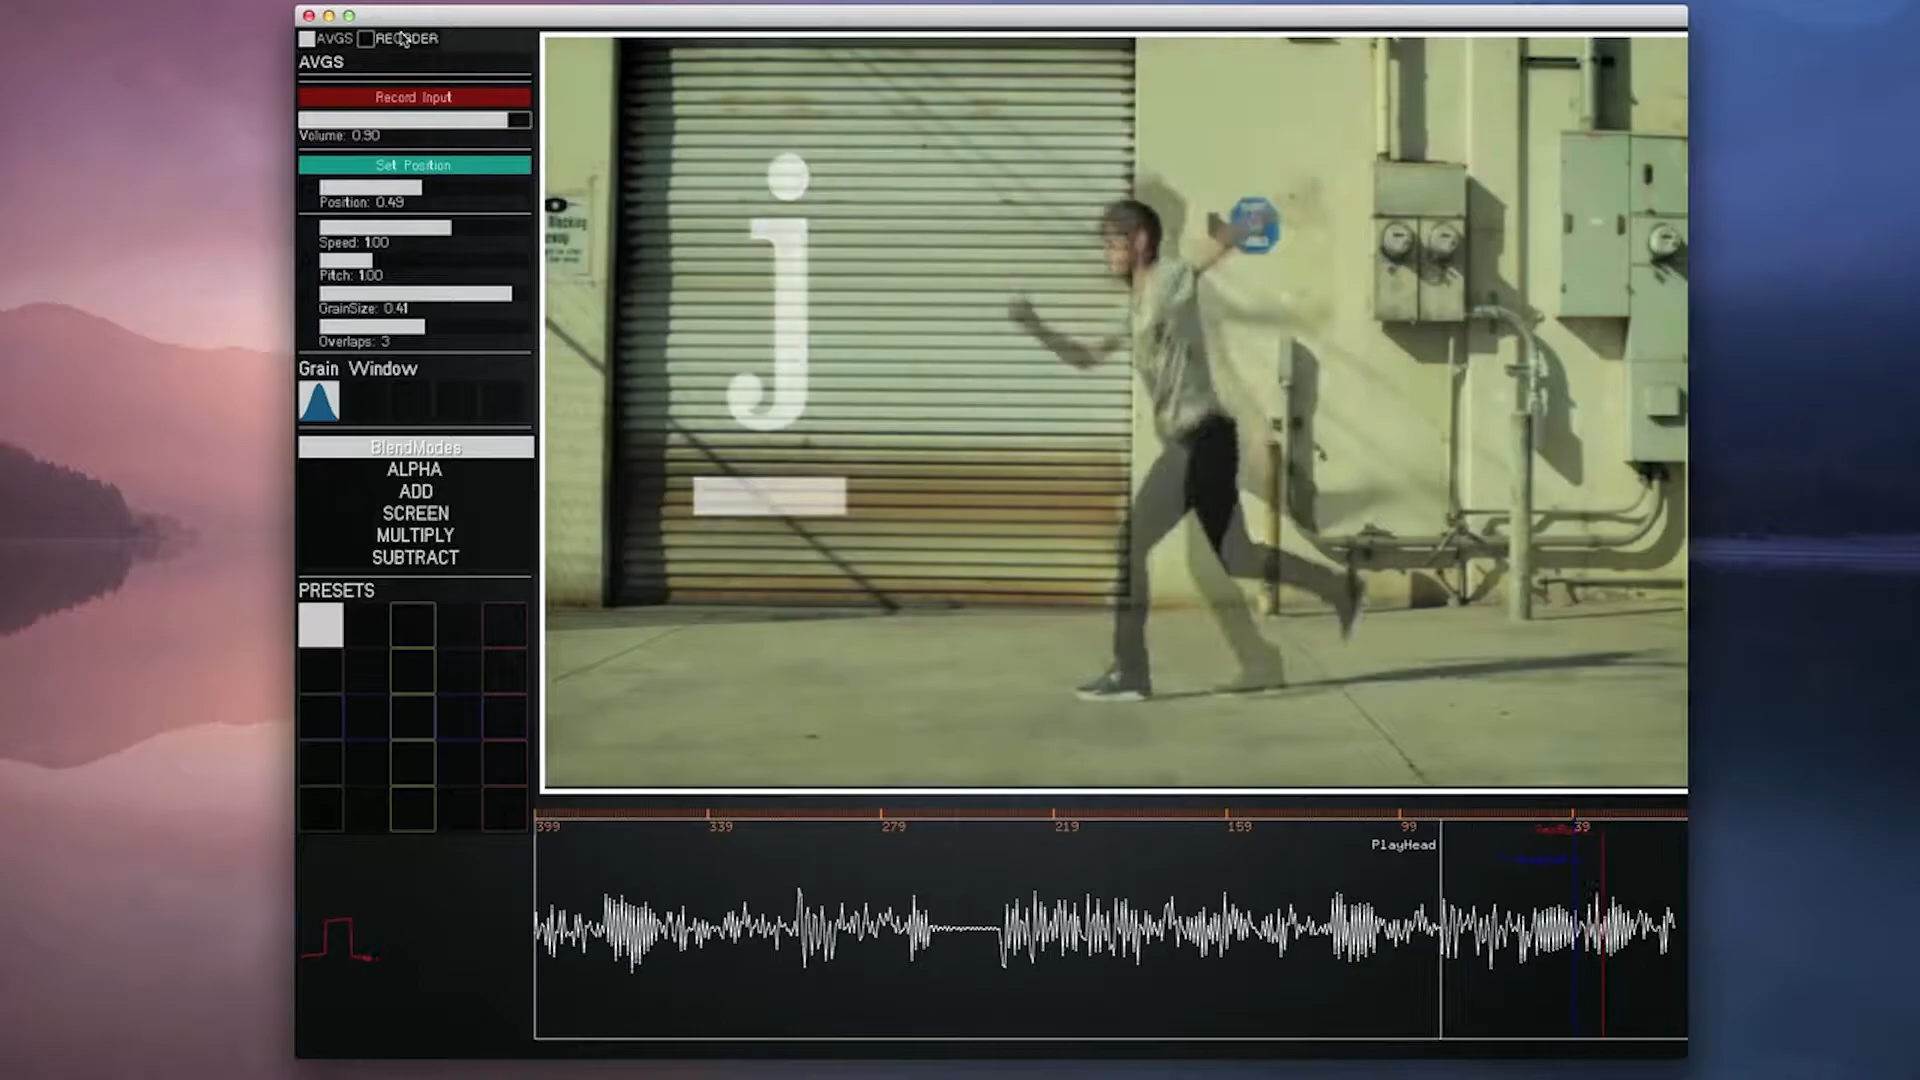 AVGS RECORDER
AVGS
Record Input
Volume: 0.90
Set Position
Position: 0.49
Speed: 1.00
Pitch: 1.00
GrainSize: 0.41
Overlaps: 3
Grain Window
BlendModes
ALPHA
ADD
SCREEN
MULTIPLY
SUBTRACT
PRESETS
j
Blocking
399 339 279 219 159 99 39
PlayHead